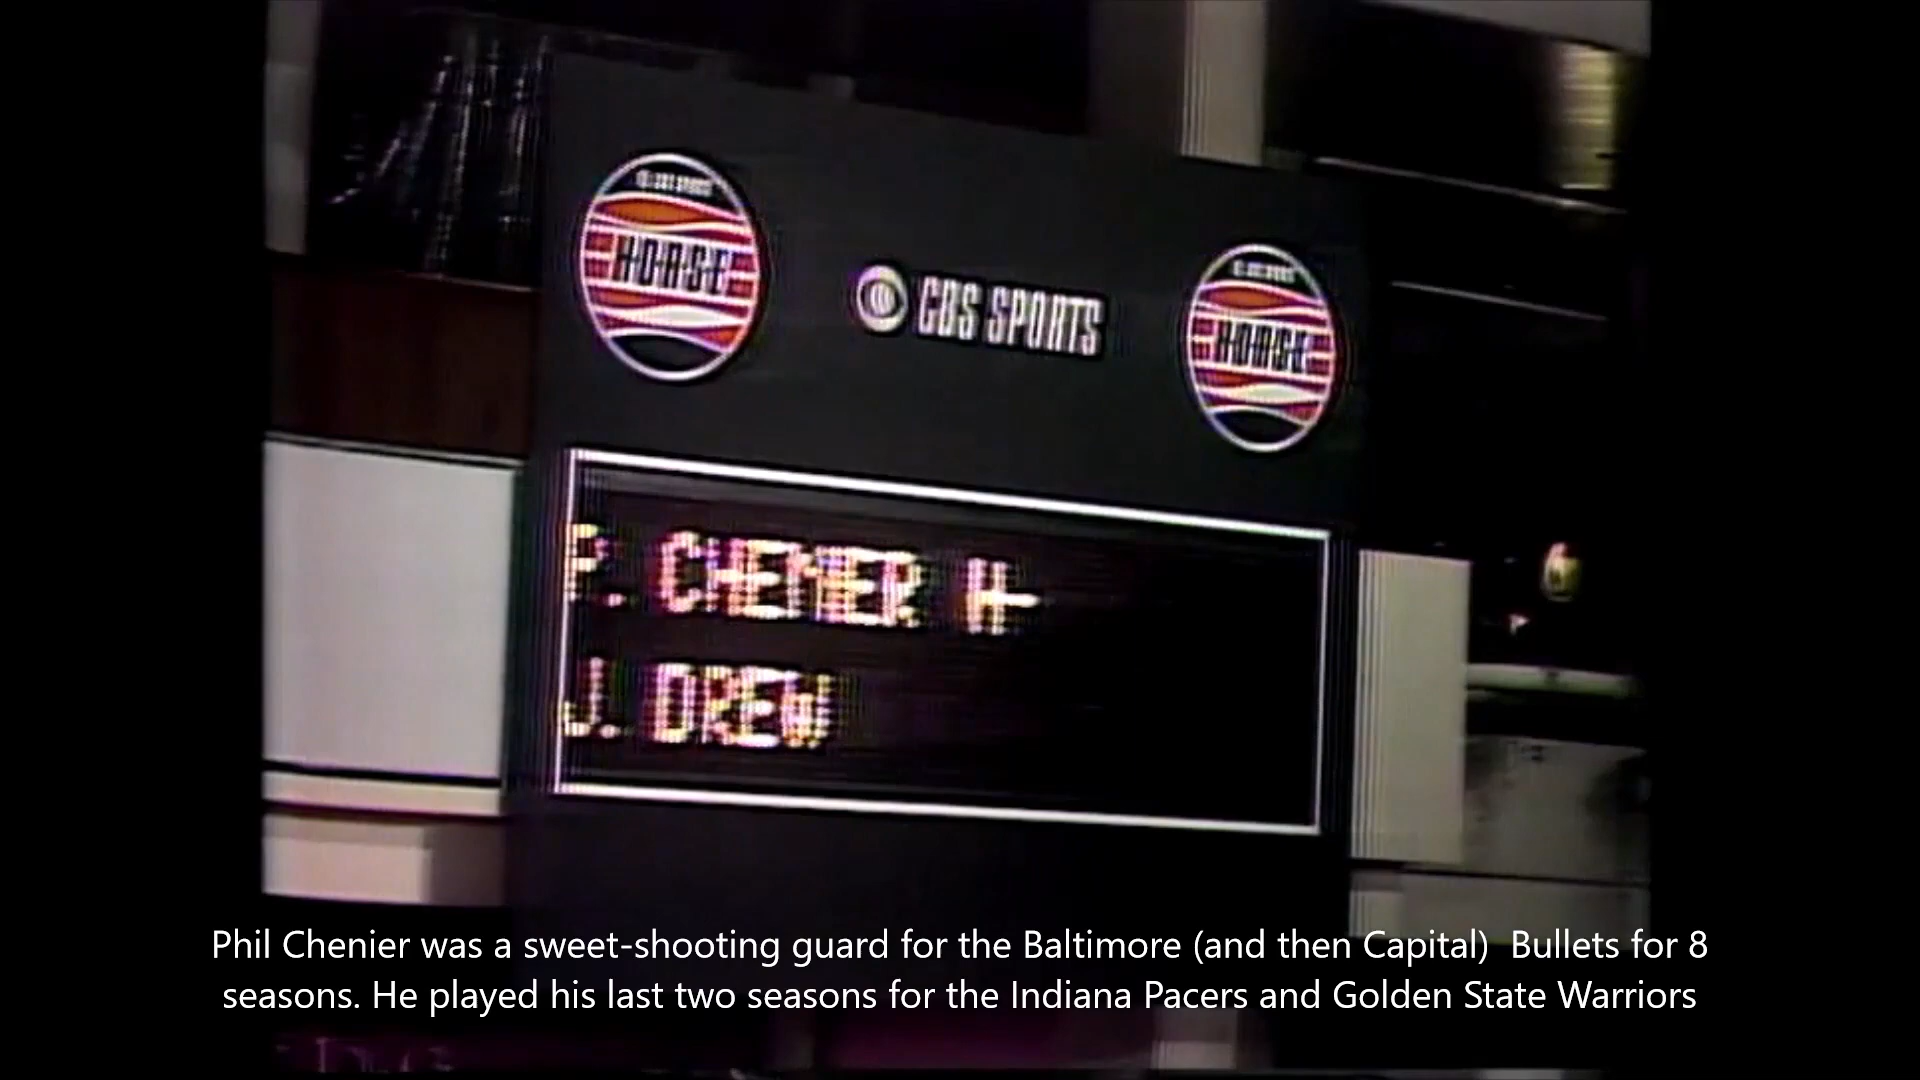 HORSE
CBS SPORTS
HORSE
P. CHENIER H-
J. DREW
Phil Chenier was a sweet-shooting guard for the Baltimore (and then Capital)  Bullets for 8
seasons. He played his last two seasons for the Indiana Pacers and Golden State Warriors